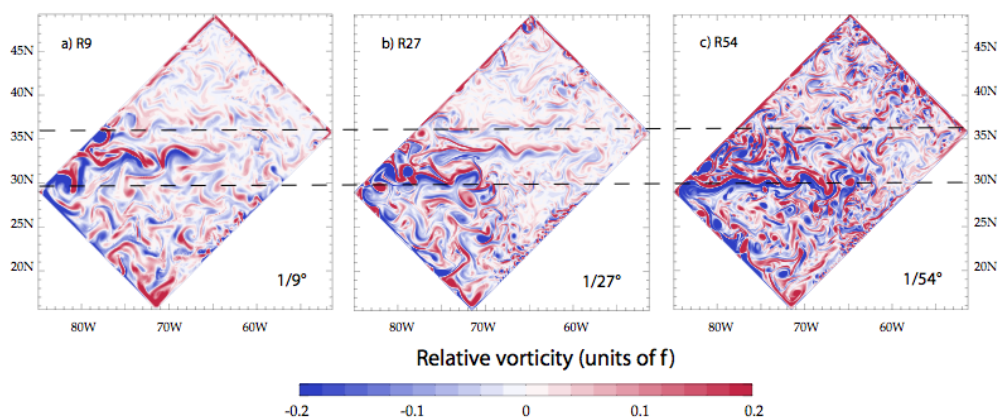 a) R9
b) R27
c) R54
45N
40N
35N
30N
25N
20N
45N
40N
35N
30N
25N
20N
1/9°
1/27°
1/54°
80W
70W
60W
80W
70W
60W
80W
70W
60W
Relative vorticity (units of f)
-0.2
-0.1
0
0.1
0.2